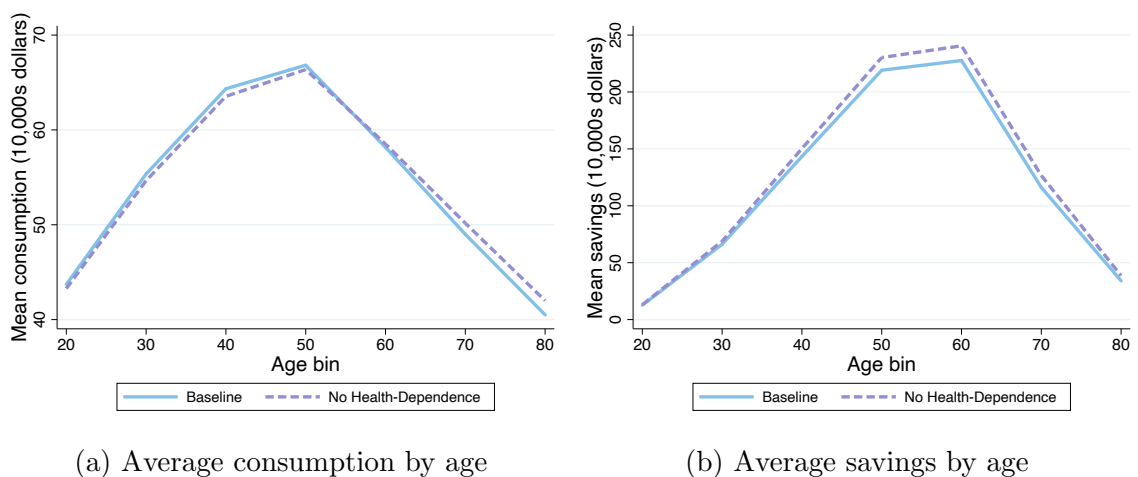 Mean consumption (10,000s dollars)
70
60
50
40
20 30 40 50 60 70 80
Age bin
Baseline No Health-Dependence
(a) Average consumption by age
Mean savings (10,000s dollars)
250
200
150
100
50
0
20 30 40 50 60 70 80
Age bin
Baseline No Health-Dependence
(b) Average savings by age